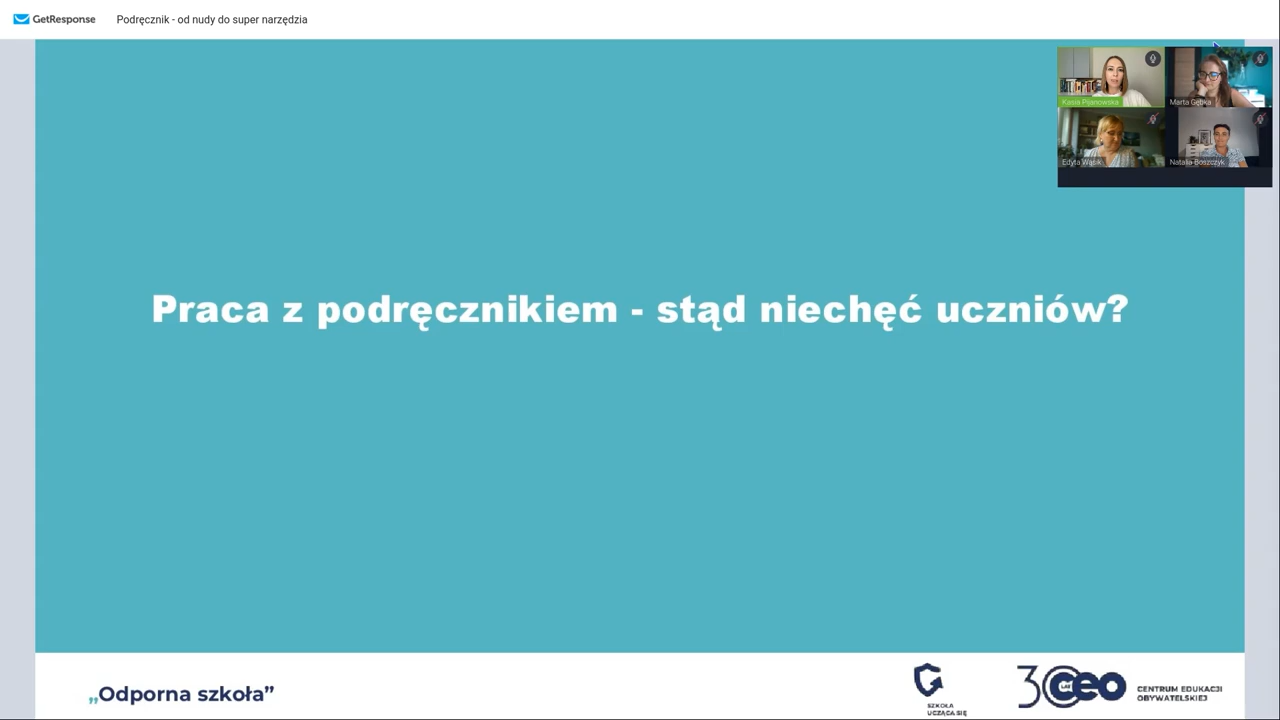 GetResponse
Podręcznik - od nudy do super narzędzia
Kasia Pijanowska
Marta Gębka
Edyta Wąsik
Natalia Boszczyk
Praca z podręcznikiem - stąd niechęć uczniów?
„Odporna szkoła”
SZKOŁA
UCZĄCA SIĘ
30 LAT CEO
CENTRUM EDUKACJI
OBYWATELSKIEJ